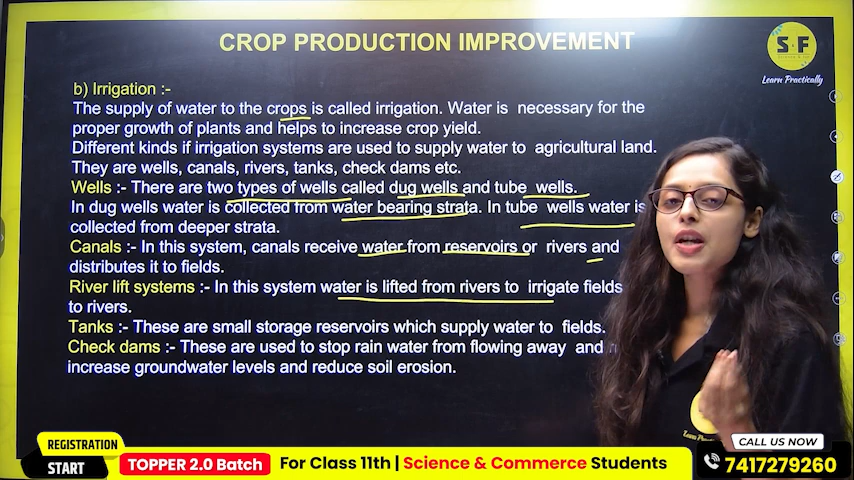 CROP PRODUCTION IMPROVEMENT
S F
Learn Practically
b) Irrigation :-
The supply of water to the crops is called irrigation. Water is necessary for the
proper growth of plants and helps to increase crop yield.
Different kinds if irrigation systems are used to supply water to agricultural land.
They are wells, canals, rivers, tanks, check dams etc.
Wells :- There are two types of wells called dug wells and tube wells.
In dug wells water is collected from water bearing strata. In tube wells water is
collected from deeper strata.
Canals :- In this system, canals receive water from reservoirs or rivers and
distributes it to fields.
River lift systems :- In this system water is lifted from rivers to irrigate fields
to rivers.
Tanks :- These are small storage reservoirs which supply water to fields.
Check dams :- These are used to stop rain water from flowing away and
increase groundwater levels and reduce soil erosion.
REGISTRATION
START
TOPPER 2.0 Batch
For Class 11th | Science & Commerce Students
CALL US NOW
7417279260